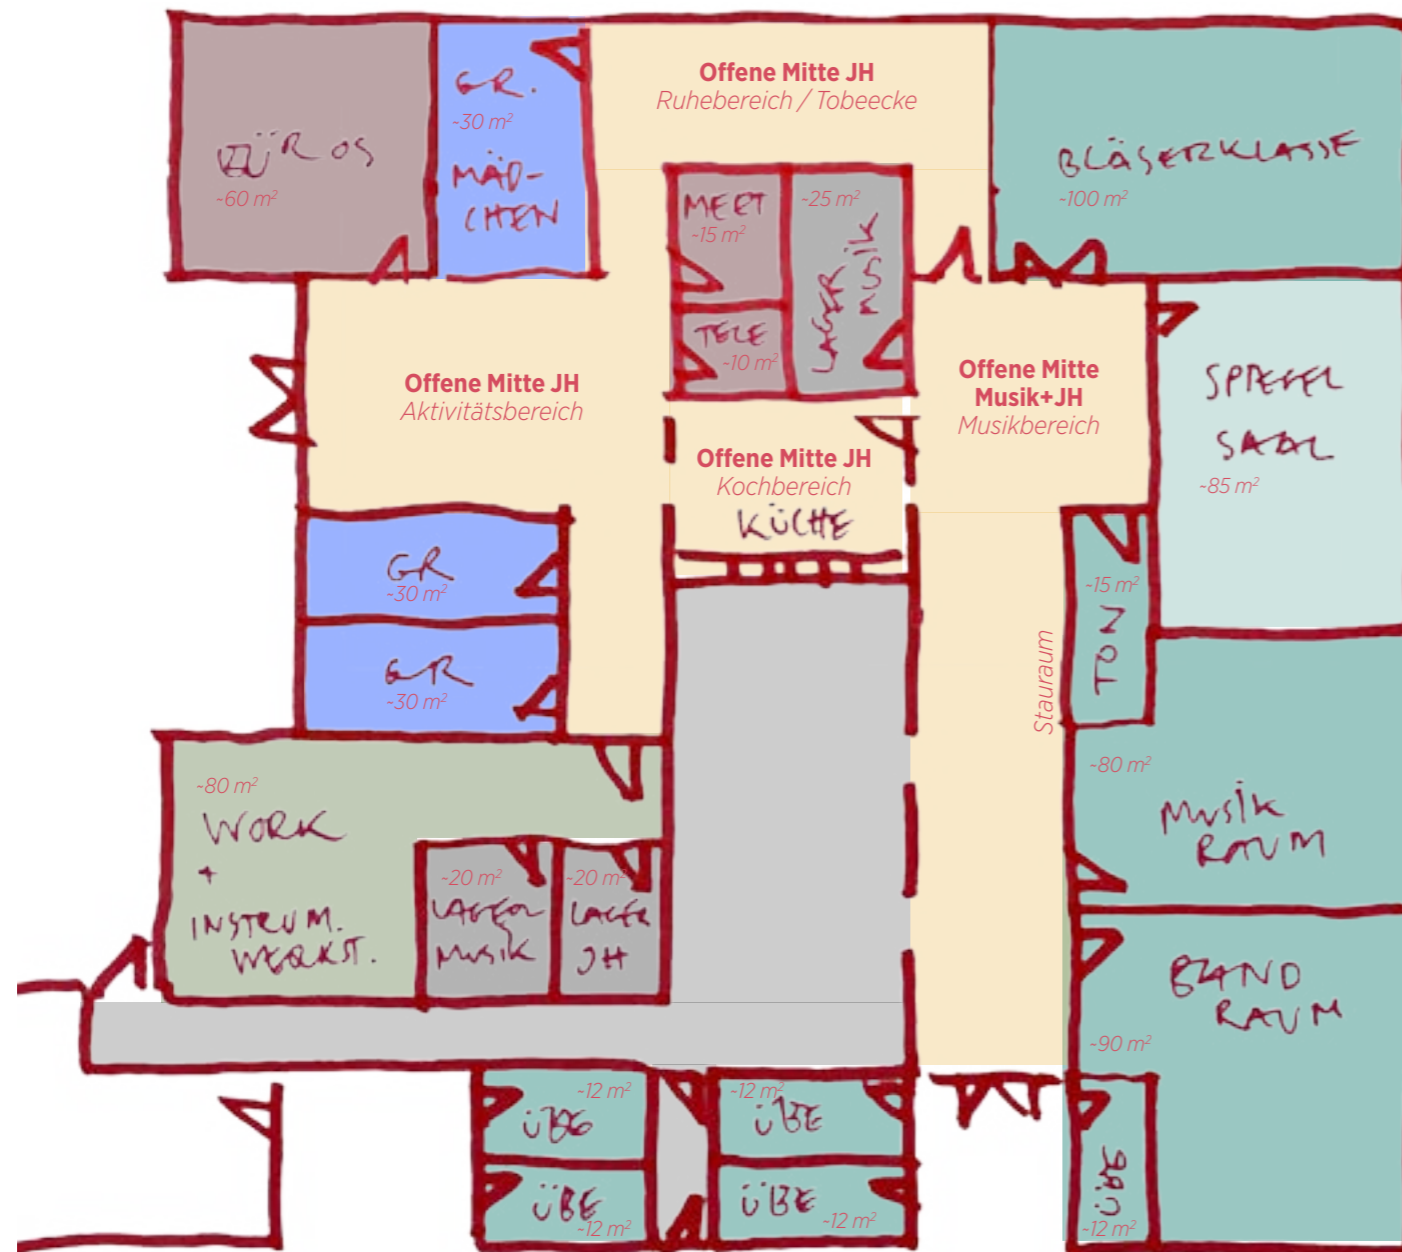 BÜROS
~60 m²
GR.
~30 m²
MÄD-
CHEN
Offene Mitte JH
Ruhebereich / Tobeecke
BLÄSERKLASSE
~100 m²
MEET
~15 m²
TELE
~10 m²
~25 m²
LAGER
MUSIK
Offene Mitte JH
Aktivitätsbereich
Offene Mitte JH
Kochbereich
KÜCHE
Offene Mitte
Musik+JH
Musikbereich
SPIEGEL
SAAL
~85 m²
GR
~30 m²
GR
~30 m²
Stauraum
~15 m²
TON
~80 m²
MUSIK
RAUM
~80 m²
WORK
+
INSTRUM.
WERKST.
~20 m²
LAGER
MUSIK
~20 m²
LAGER
JH
BAND
RAUM
~90 m²
~12 m²
ÜBE
~12 m²
ÜBE
ÜBE
~12 m²
ÜBE
~12 m²
ÜBE
~12 m²